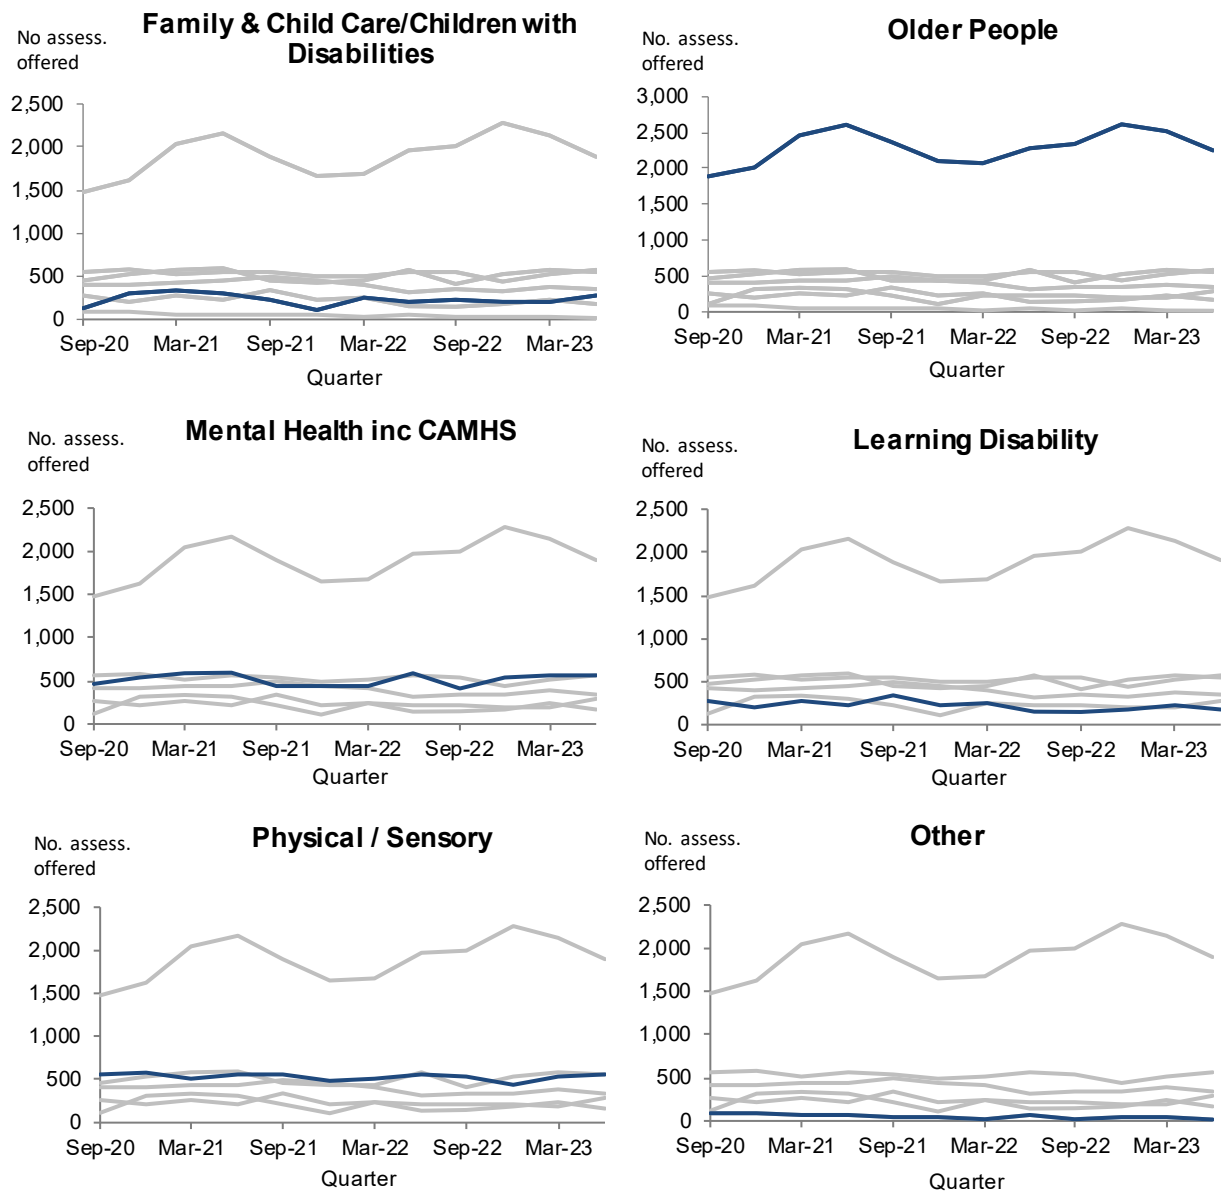 No assess.
offered
Family & Child Care/Children with
Disabilities
2,500
2,000
1,500
1,000
500
0
Sep-20 Mar-21 Sep-21 Mar-22 Sep-22 Mar-23
Quarter
No. assess.
offered
Older People
3,000
2,500
2,000
1,500
1,000
500
0
Sep-20 Mar-21 Sep-21 Mar-22 Sep-22 Mar-23
Quarter
No. assess.
offered
Mental Health inc CAMHS
2,500
2,000
1,500
1,000
500
0
Sep-20 Mar-21 Sep-21 Mar-22 Sep-22 Mar-23
Quarter
No. assess.
offered
Learning Disability
2,500
2,000
1,500
1,000
500
0
Sep-20 Mar-21 Sep-21 Mar-22 Sep-22 Mar-23
Quarter
No. assess.
offered
Physical / Sensory
2,500
2,000
1,500
1,000
500
0
Sep-20 Mar-21 Sep-21 Mar-22 Sep-22 Mar-23
Quarter
No. assess.
offered
Other
2,500
2,000
1,500
1,000
500
0
Sep-20 Mar-21 Sep-21 Mar-22 Sep-22 Mar-23
Quarter